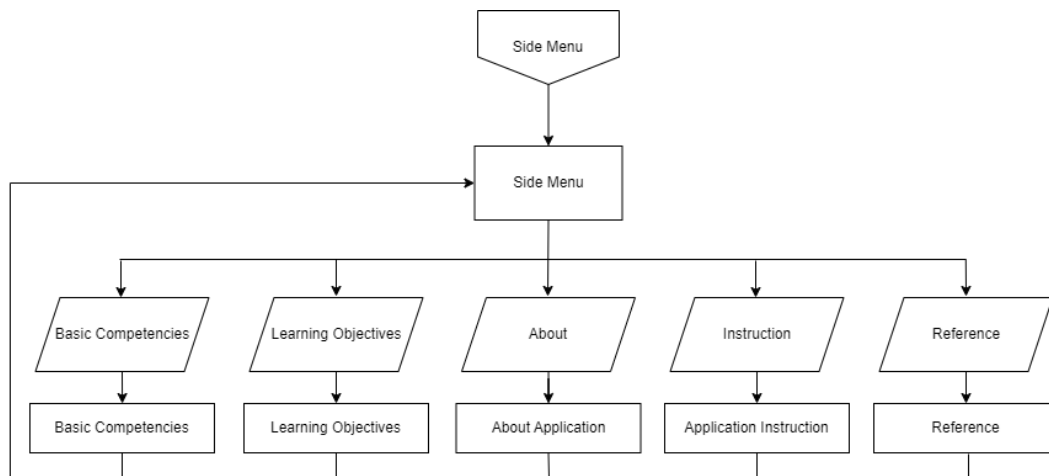 Side Menu
Side Menu
Basic Competencies
Learning Objectives
About
Instruction
Reference
Basic Competencies
Learning Objectives
About Application
Application Instruction
Reference